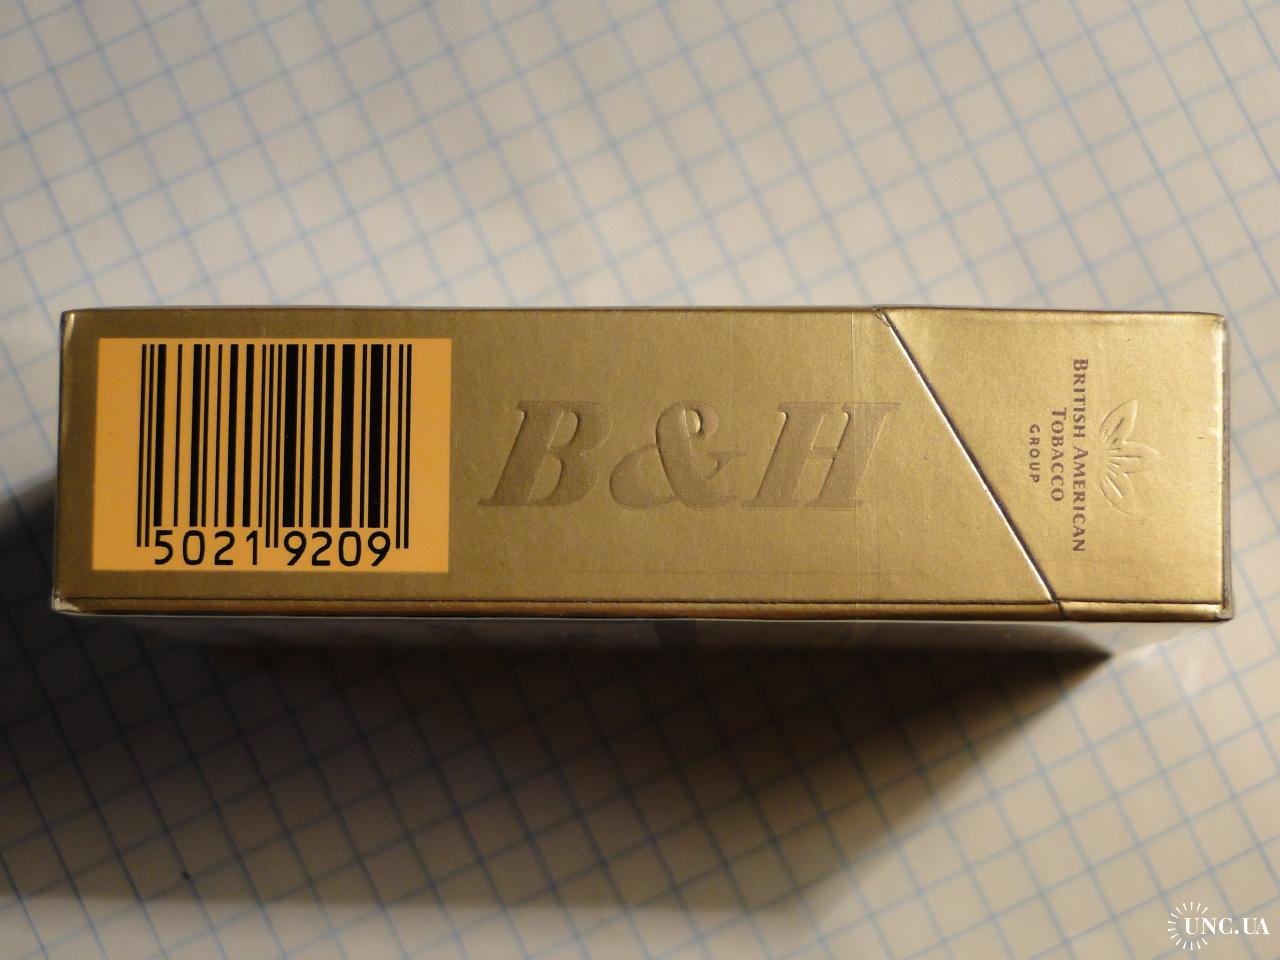 5021 9209
B&H
BRITISH AMERICAN
TOBACCO
GROUP
UNC.UA